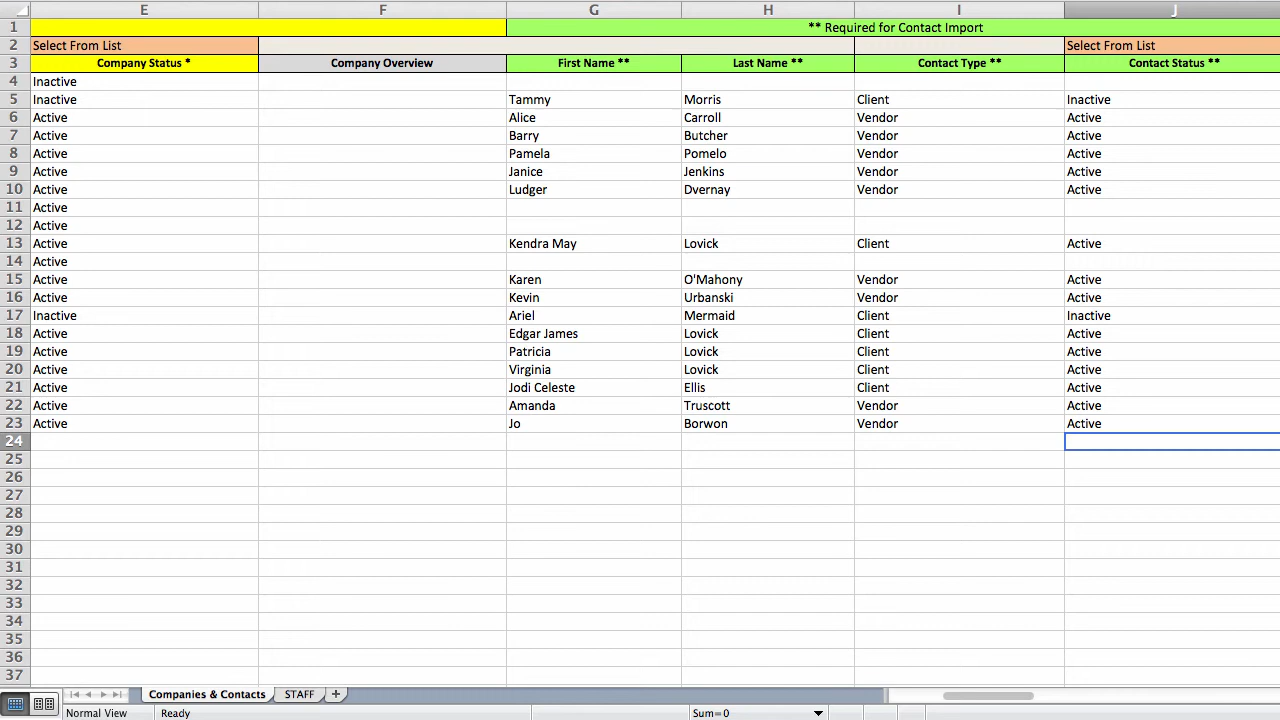 E F G H I J
1 ** Required for Contact Import
2 Select From List Select From List
3 Company Status * Company Overview First Name ** Last Name ** Contact Type ** Contact Status **
4 Inactive
5 Inactive Tammy Morris Client Inactive
6 Active Alice Carroll Vendor Active
7 Active Barry Butcher Vendor Active
8 Active Pamela Pomelo Vendor Active
9 Active Janice Jenkins Vendor Active
10 Active Ludger Dvernay Vendor Active
11 Active
12 Active
13 Active Kendra May Lovick Client Active
14 Active
15 Active Karen O'Mahony Vendor Active
16 Active Kevin Urbanski Vendor Active
17 Inactive Ariel Mermaid Client Inactive
18 Active Edgar James Lovick Client Active
19 Active Patricia Lovick Client Active
20 Active Virginia Lovick Client Active
21 Active Jodi Celeste Ellis Client Active
22 Active Amanda Truscott Vendor Active
23 Active Jo Borwon Vendor Active
24
25
26
27
28
29
30
31
32
33
34
35
36
37
Companies & Contacts STAFF +
Normal View Ready Sum=0